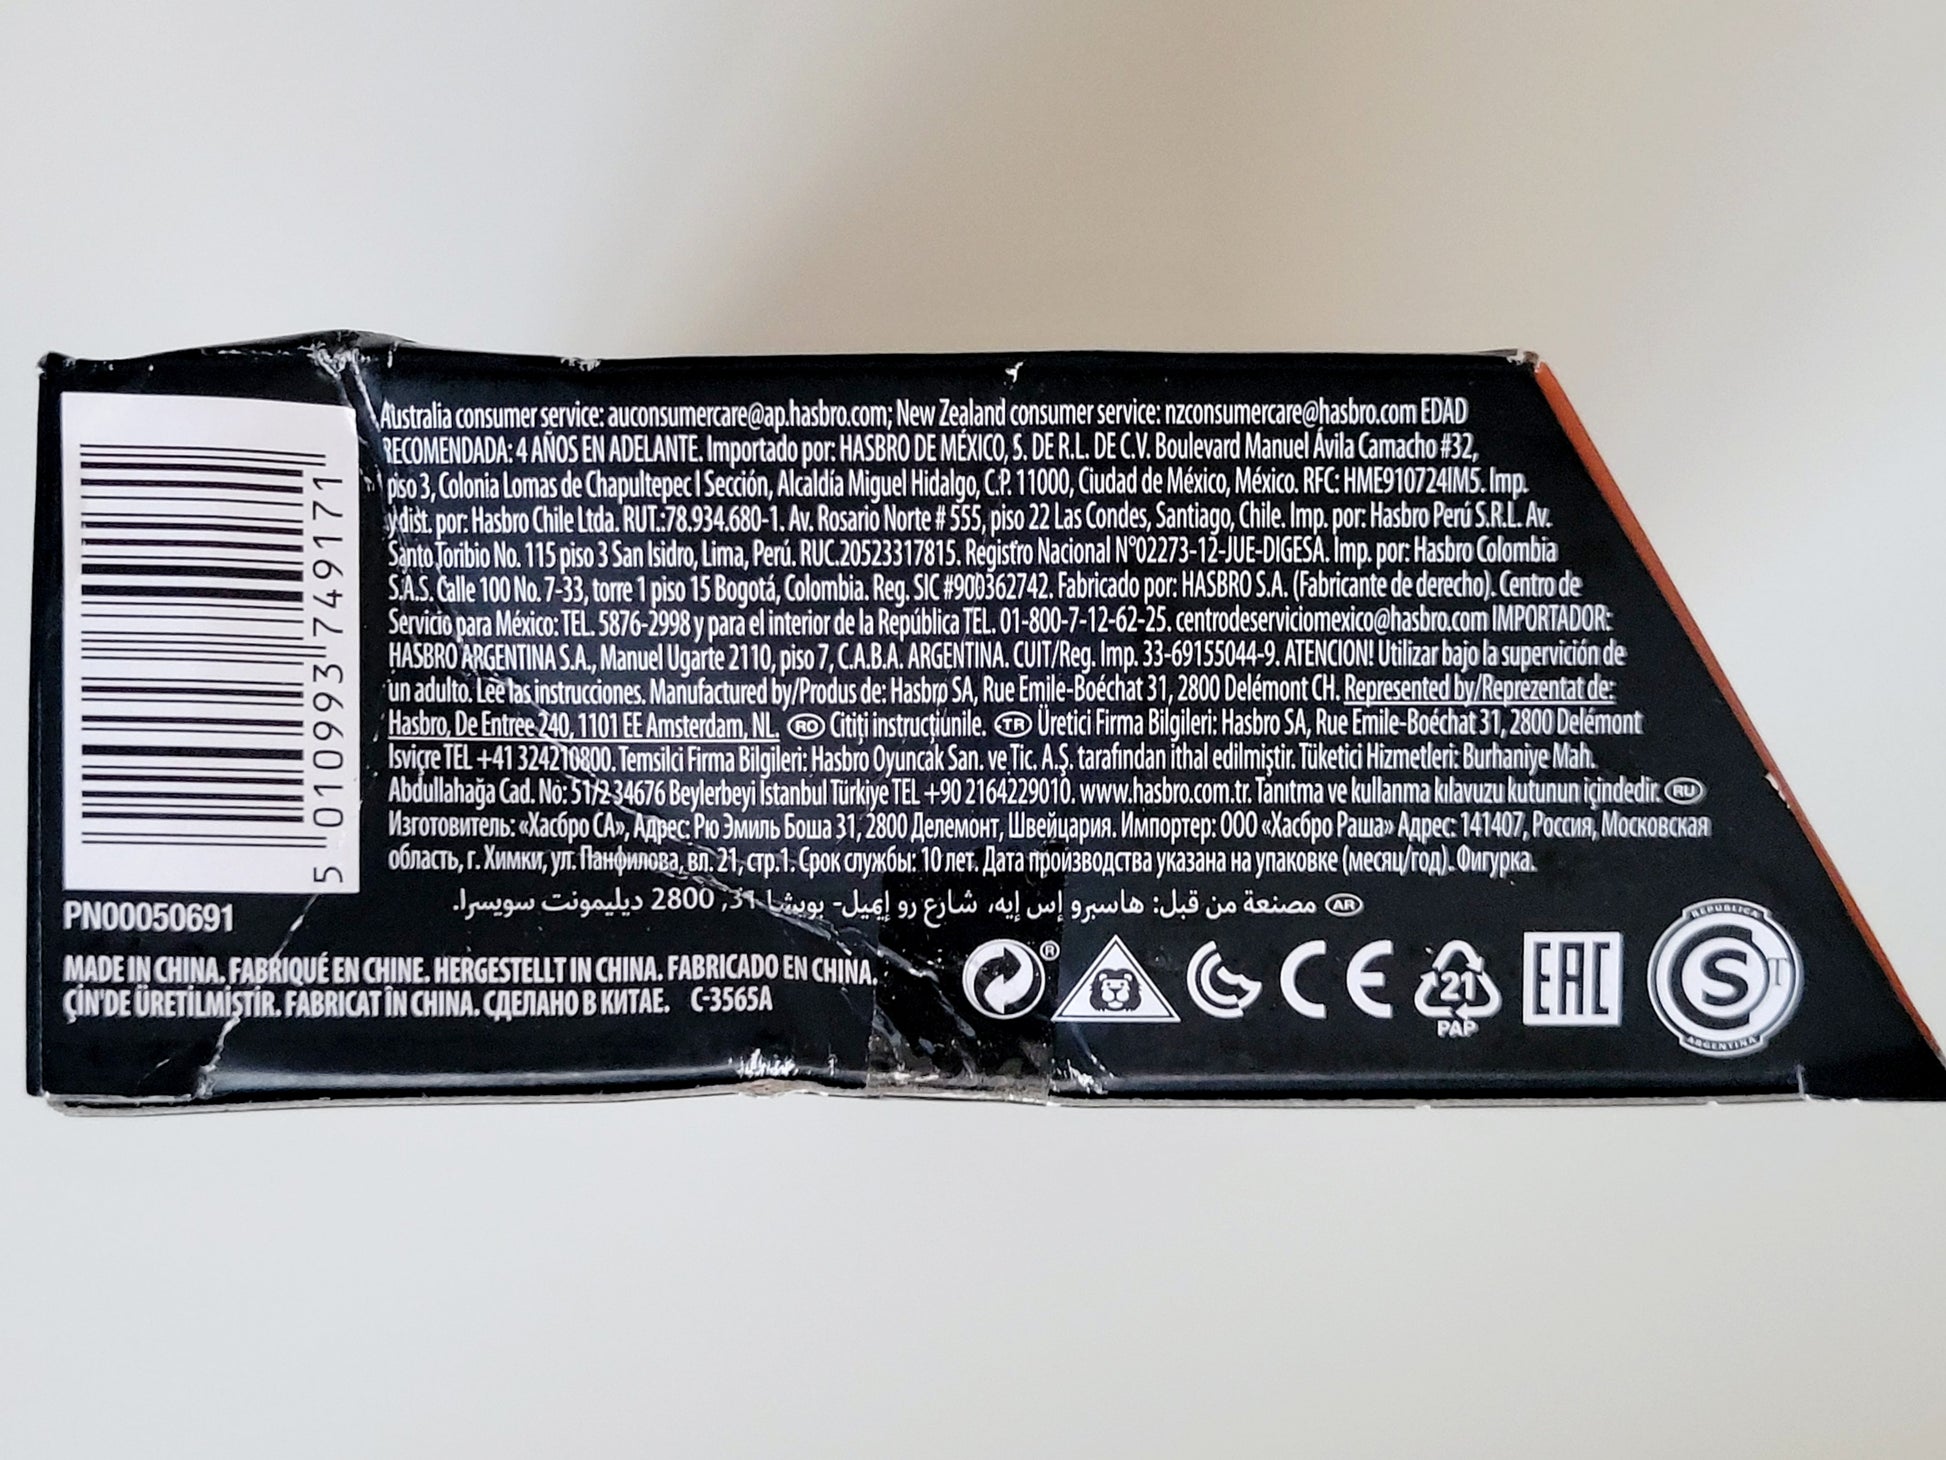 Australia consumer service: auconsumercare@ap.hasbro.com; New Zealand consumer service: nzconsumercare@hasbro.com EDAD
RECOMENDADA: 4 AÑOS EN ADELANTE. Importado por: HASBRO DE MÉXICO, S. DE R.L. DE C.V. Boulevard Manuel Ávila Camacho #32,
piso 3, Colonia Lomas de Chapultepec I Sección, Alcaldía Miguel Hidalgo, C.P. 11000, Ciudad de México, México. RFC: HME910724IM5. Imp.
y dist. por: Hasbro Chile Ltda. RUT.:78.934.680-1. Av. Rosario Norte # 555, piso 22 Las Condes, Santiago, Chile. Imp. por: Hasbro Perú S.R.L. Av.
Santo Toribio No. 115 piso 3 San Isidro, Lima, Perú. RUC.20523317815. Registro Nacional N°02273-12-JUE-DIGESA. Imp. por: Hasbro Colombia
S.A.S. Calle 100 No. 7-33, torre 1 piso 15 Bogotá, Colombia. Reg. SIC #900362742. Fabricado por: HASBRO S.A. (Fabricante de derecho). Centro de
Servicio para México: TEL. 5876-2998 y para el interior de la República TEL. 01-800-7-12-62-25. centrodeserviciomexico@hasbro.com IMPORTADOR:
HASBRO ARGENTINA S.A., Manuel Ugarte 2110, piso 7, C.A.B.A. ARGENTINA. CUIT/Reg. Imp. 33-69155044-9. ATENCION! Utilizar bajo la supervición de
un adulto. Lee las instrucciones. Manufactured by/Produs de: Hasbro SA, Rue Emile-Boéchat 31, 2800 Delémont CH. Represented by/Reprezentat de:
Hasbro, De Entree 240, 1101 EE Amsterdam, NL. RO Citiți instrucțiunile. TR Üretici Firma Bilgileri: Hasbro SA, Rue Emile-Boéchat 31, 2800 Delémont
İsviçre TEL +41 324210800. Temsilci Firma Bilgileri: Hasbro Oyuncak San. ve Tic. A.Ş. tarafından ithal edilmiştir. Tüketici Hizmetleri: Burhaniye Mah.
Abdullahağa Cad. No: 51/2 34676 Beylerbeyi İstanbul Türkiye TEL +90 2164229010. www.hasbro.com.tr. Tanıtma ve kullanma kılavuzu kutunun içindedir. RU
Изготовитель: «Хасбро СА», Адрес: Рю Эмиль Боша 31, 2800 Делемонт, Швейцария. Импортер: ООО «Хасбро Раша» Адрес: 141407, Россия, Московская
область, г. Химки, ул. Панфилова, вл. 21, стр.1. Срок службы: 10 лет. Дата производства указана на упаковке (месяц/год). Фигурка.
AR مصنعة من قبل: هاسبرو إس إيه، شارع رو إميل- بويشا 31, 2800 ديليمونت سويسرا.
5 010993 749171
PN00050691
MADE IN CHINA. FABRIQUÉ EN CHINE. HERGESTELLT IN CHINA. FABRICADO EN CHINA.
ÇİN'DE ÜRETİLMİŞTİR. FABRICAT ÎN CHINA. СДЕЛАНО В КИТАЕ. C-3565A
®
CE
21
PAP
EAC
REPUBLICA
S T
ARGENTINA